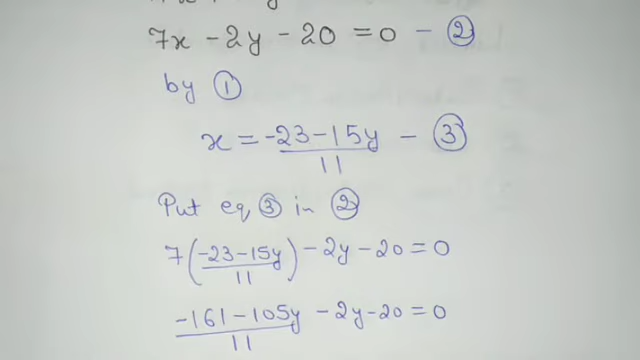 7x - 2y - 20 = 0 - ②
by ①
x = -23-15y/11 - ③
Put eq ③ in ②
7(-23-15y/11) - 2y - 20 = 0
-161-105y/11 - 2y - 20 = 0